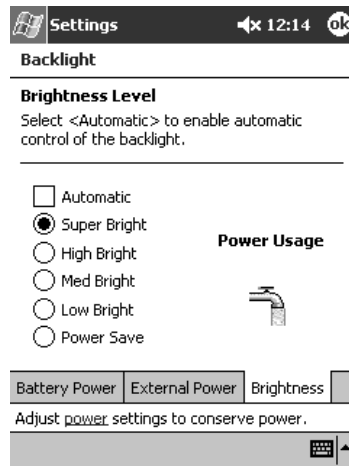 Settings 12:14 ok
Backlight
Brightness Level
Select <Automatic> to enable automatic
control of the backlight.
Automatic
Super Bright
High Bright
Med Bright
Low Bright
Power Save
Power Usage
Battery Power External Power Brightness
Adjust power settings to conserve power.